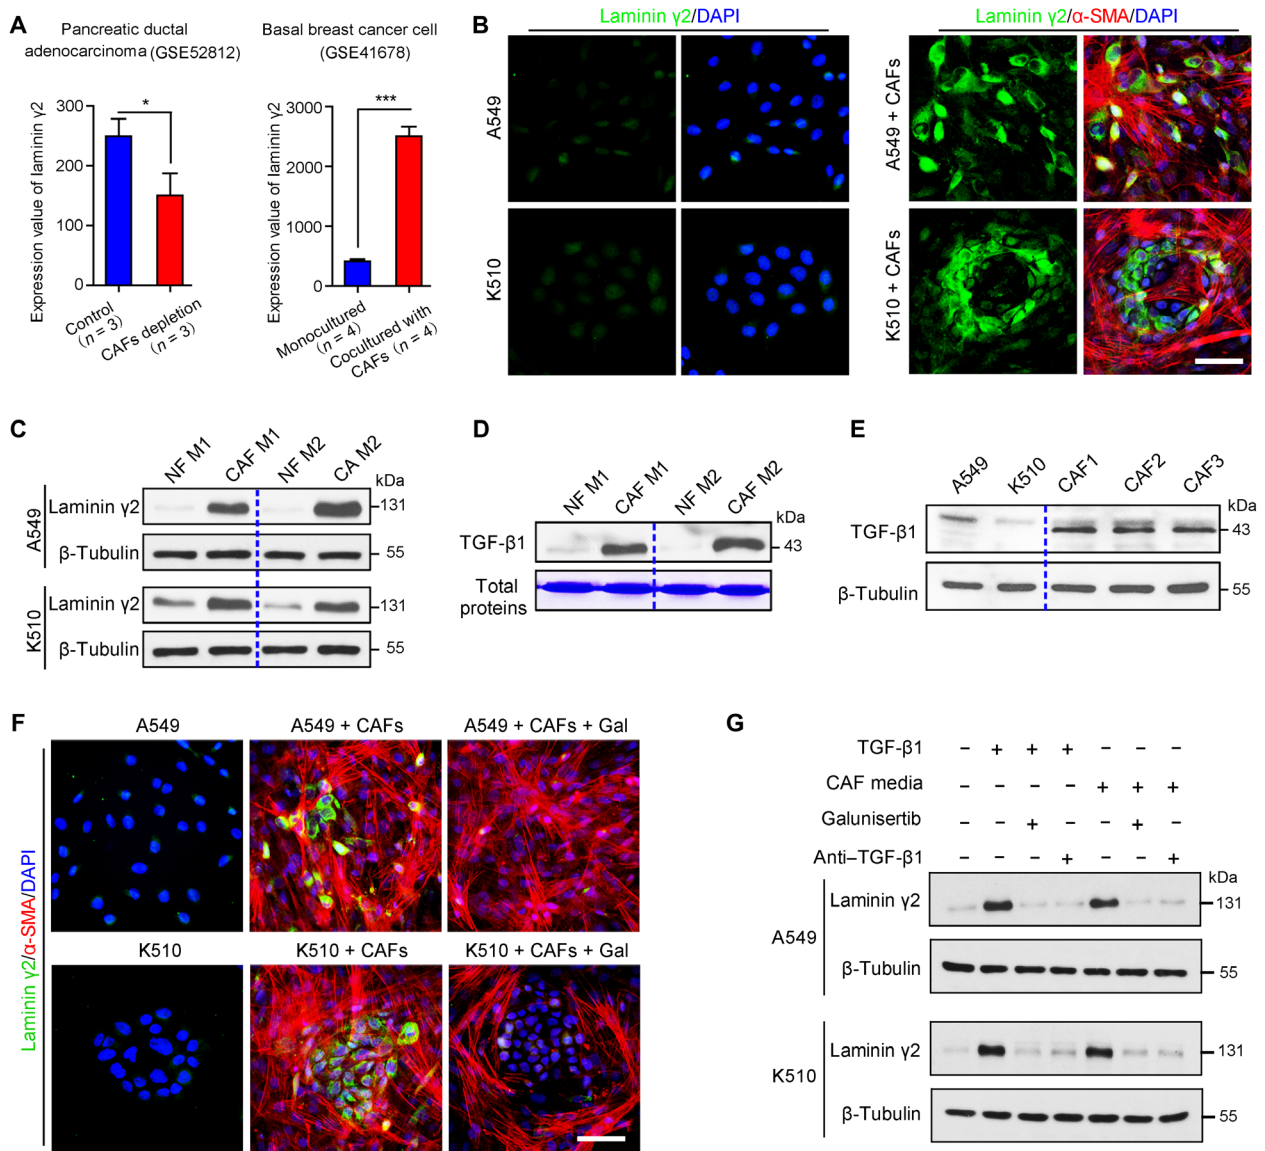 A
Pancreatic ductal
adenocarcinoma (GSE52812)
Expression value of laminin γ2
300
200
100
0
*
Control
(n = 3)
CAFs depletion
(n = 3)
Basal breast cancer cell
(GSE41678)
Expression value of laminin γ2
3000
2000
1000
0
***
Monocultured
(n = 4)
Cocultured with
CAFs (n = 4)
B
Laminin γ2/DAPI
Laminin γ2/α-SMA/DAPI
A549
K510
A549 + CAFs
K510 + CAFs
C
NF M1
CAF M1
NF M2
CA M2
kDa
A549
Laminin γ2
131
β-Tubulin
55
K510
Laminin γ2
131
β-Tubulin
55
D
NF M1
CAF M1
NF M2
CAF M2
kDa
TGF-β1
43
Total
proteins
E
A549
K510
CAF1
CAF2
CAF3
kDa
TGF-β1
43
β-Tubulin
55
F
Laminin γ2/α-SMA/DAPI
A549
A549 + CAFs
A549 + CAFs + Gal
K510
K510 + CAFs
K510 + CAFs + Gal
G
TGF-β1 – + + + – – –
CAF media – – – – + + +
Galunisertib – – + – – + –
Anti–TGF-β1 – – – + – – +
kDa
A549
Laminin γ2
131
β-Tubulin
55
K510
Laminin γ2
131
β-Tubulin
55